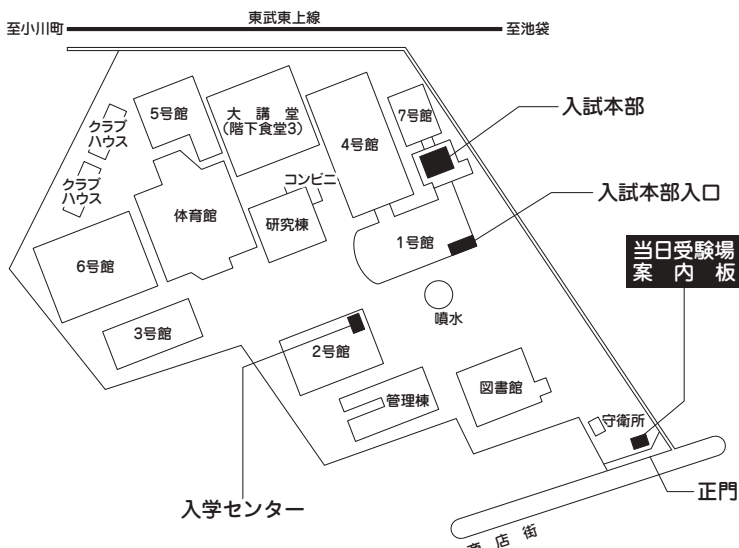 東武東上線
至小川町
至池袋
5号館
大 講 堂
(階下食堂3)
7号館
入試本部
クラブ
ハウス
4号館
コンビニ
クラブ
ハウス
入試本部入口
体育館
研究棟
1号館
当日受験場
案 内 板
6号館
噴水
3号館
2号館
図書館
管理棟
守衛所
正門
入学センター
商 店 街